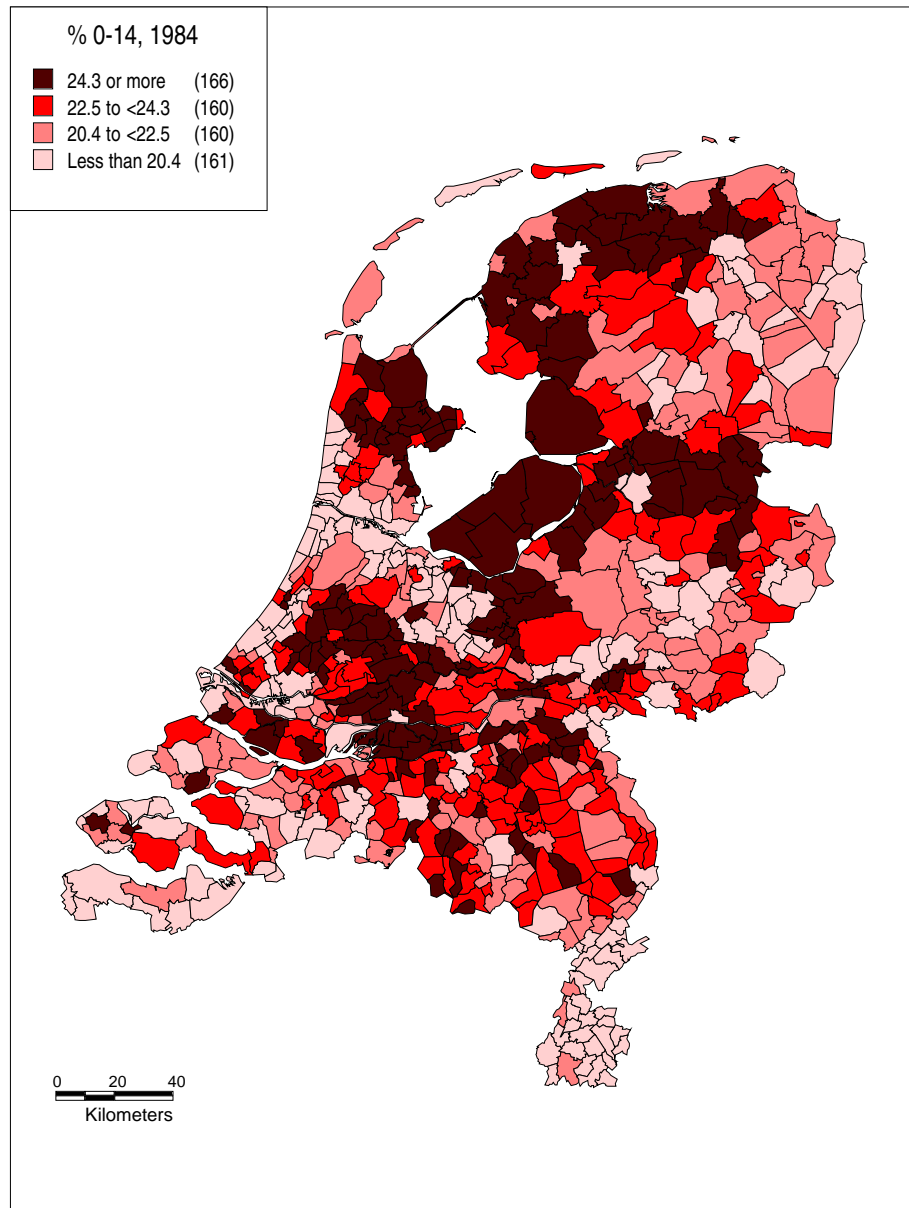 % 0-14, 1984
24.3 or more (166)
22.5 to <24.3 (160)
20.4 to <22.5 (160)
Less than 20.4 (161)
0 20 40
Kilometers